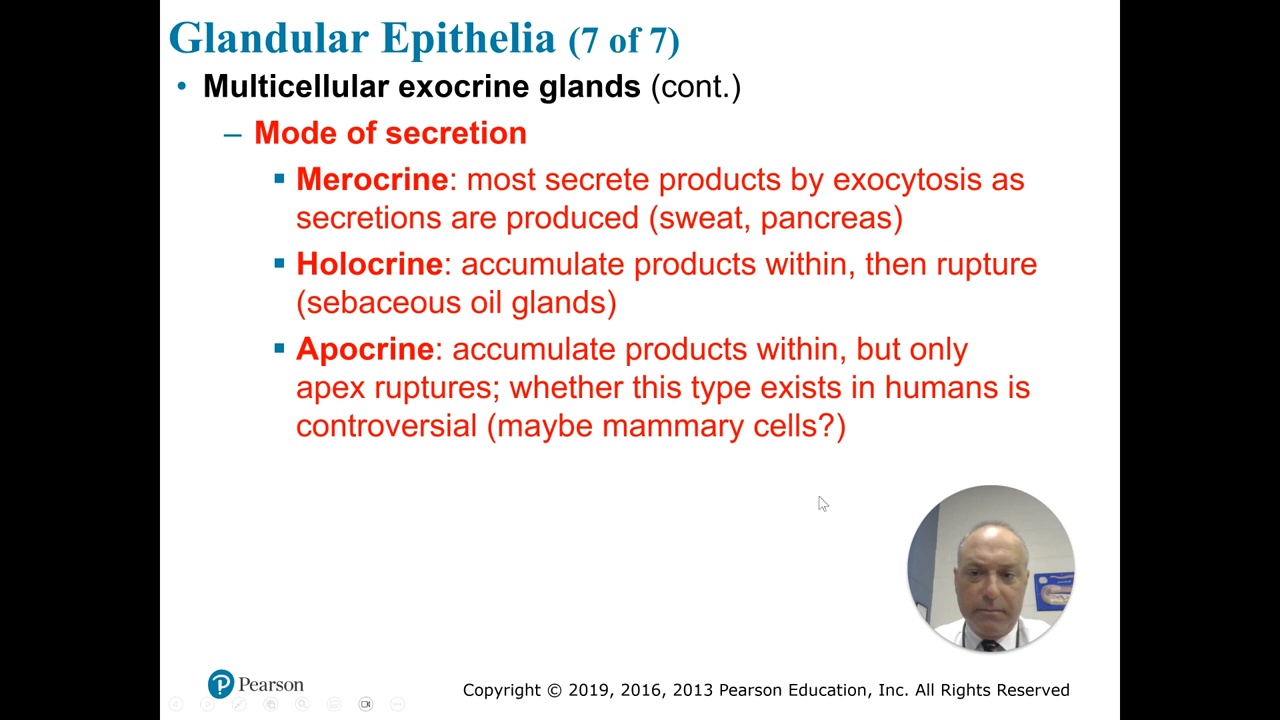 Glandular Epithelia (7 of 7)
• Multicellular exocrine glands (cont.)
– Mode of secretion
▪ Merocrine: most secrete products by exocytosis as
secretions are produced (sweat, pancreas)
▪ Holocrine: accumulate products within, then rupture
(sebaceous oil glands)
▪ Apocrine: accumulate products within, but only
apex ruptures; whether this type exists in humans is
controversial (maybe mammary cells?)
P Pearson
Copyright © 2019, 2016, 2013 Pearson Education, Inc. All Rights Reserved